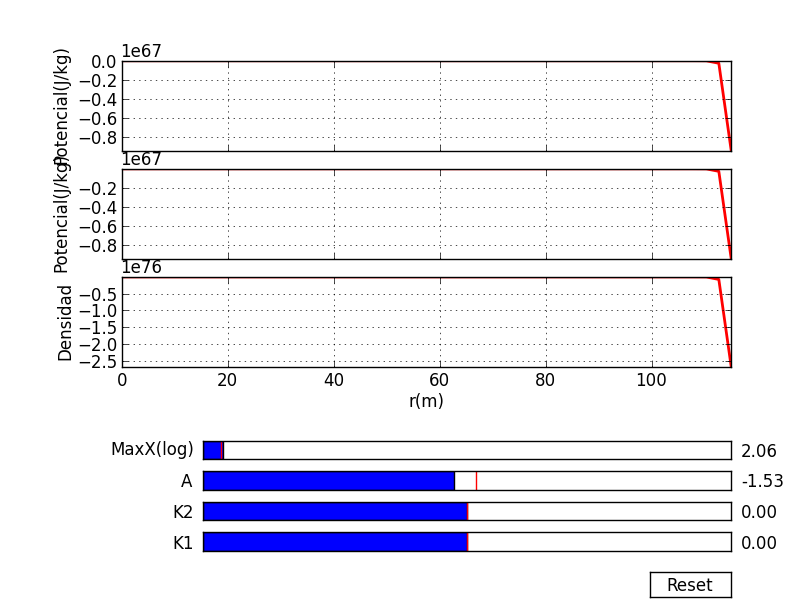 1e67
Potencial(J/kg)
0.0
−0.2
−0.4
−0.6
−0.8
1e67
Potencial(J/kg)
−0.2
−0.4
−0.6
−0.8
1e76
Densidad
−0.5
−1.0
−1.5
−2.0
−2.5
0 20 40 60 80 100
r(m)
MaxX(log) 2.06
A -1.53
K2 0.00
K1 0.00
Reset